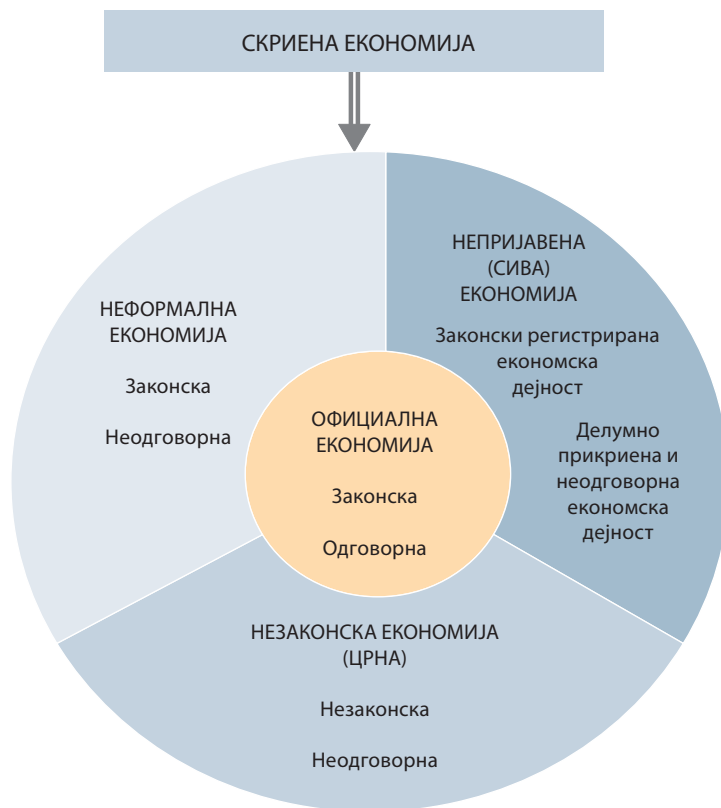 СКРИЕНА ЕКОНОМИЈА
НЕФОРМАЛНА
ЕКОНОМИЈА
Законска
Неодговорна
НЕПРИЈАВЕНА
(СИВА)
ЕКОНОМИЈА
Законски регистрирана
економска
дејност
Делумно
прикриена и
неодговорна
економска
дејност
ОФИЦИАЛНА
ЕКОНОМИЈА
Законска
Одговорна
НЕЗАКОНСКА ЕКОНОМИЈА
(ЦРНА)
Незаконска
Неодговорна